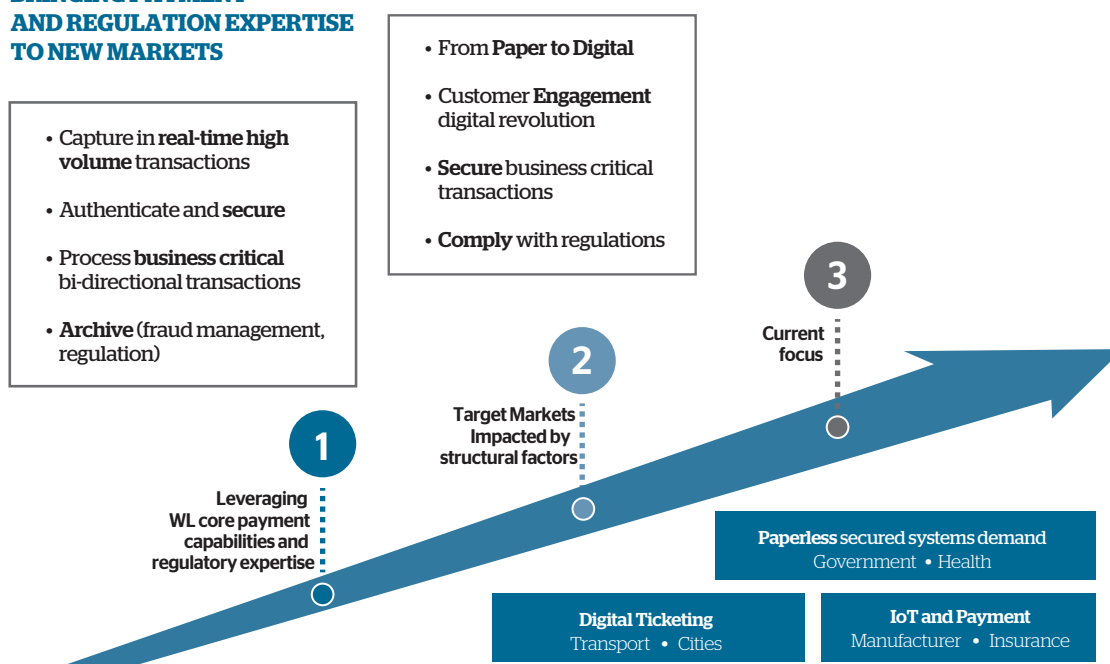 BRINGING PAYMENT
AND REGULATION EXPERTISE
TO NEW MARKETS
• Capture in real-time high
volume transactions
• Authenticate and secure
• Process business critical
bi-directional transactions
• Archive (fraud management,
regulation)
• From Paper to Digital
• Customer Engagement
digital revolution
• Secure business critical
transactions
• Comply with regulations
1
Leveraging
WL core payment
capabilities and
regulatory expertise
2
Target Markets
Impacted by
structural factors
3
Current
focus
Paperless secured systems demand
Government • Health
Digital Ticketing
Transport • Cities
IoT and Payment
Manufacturer • Insurance